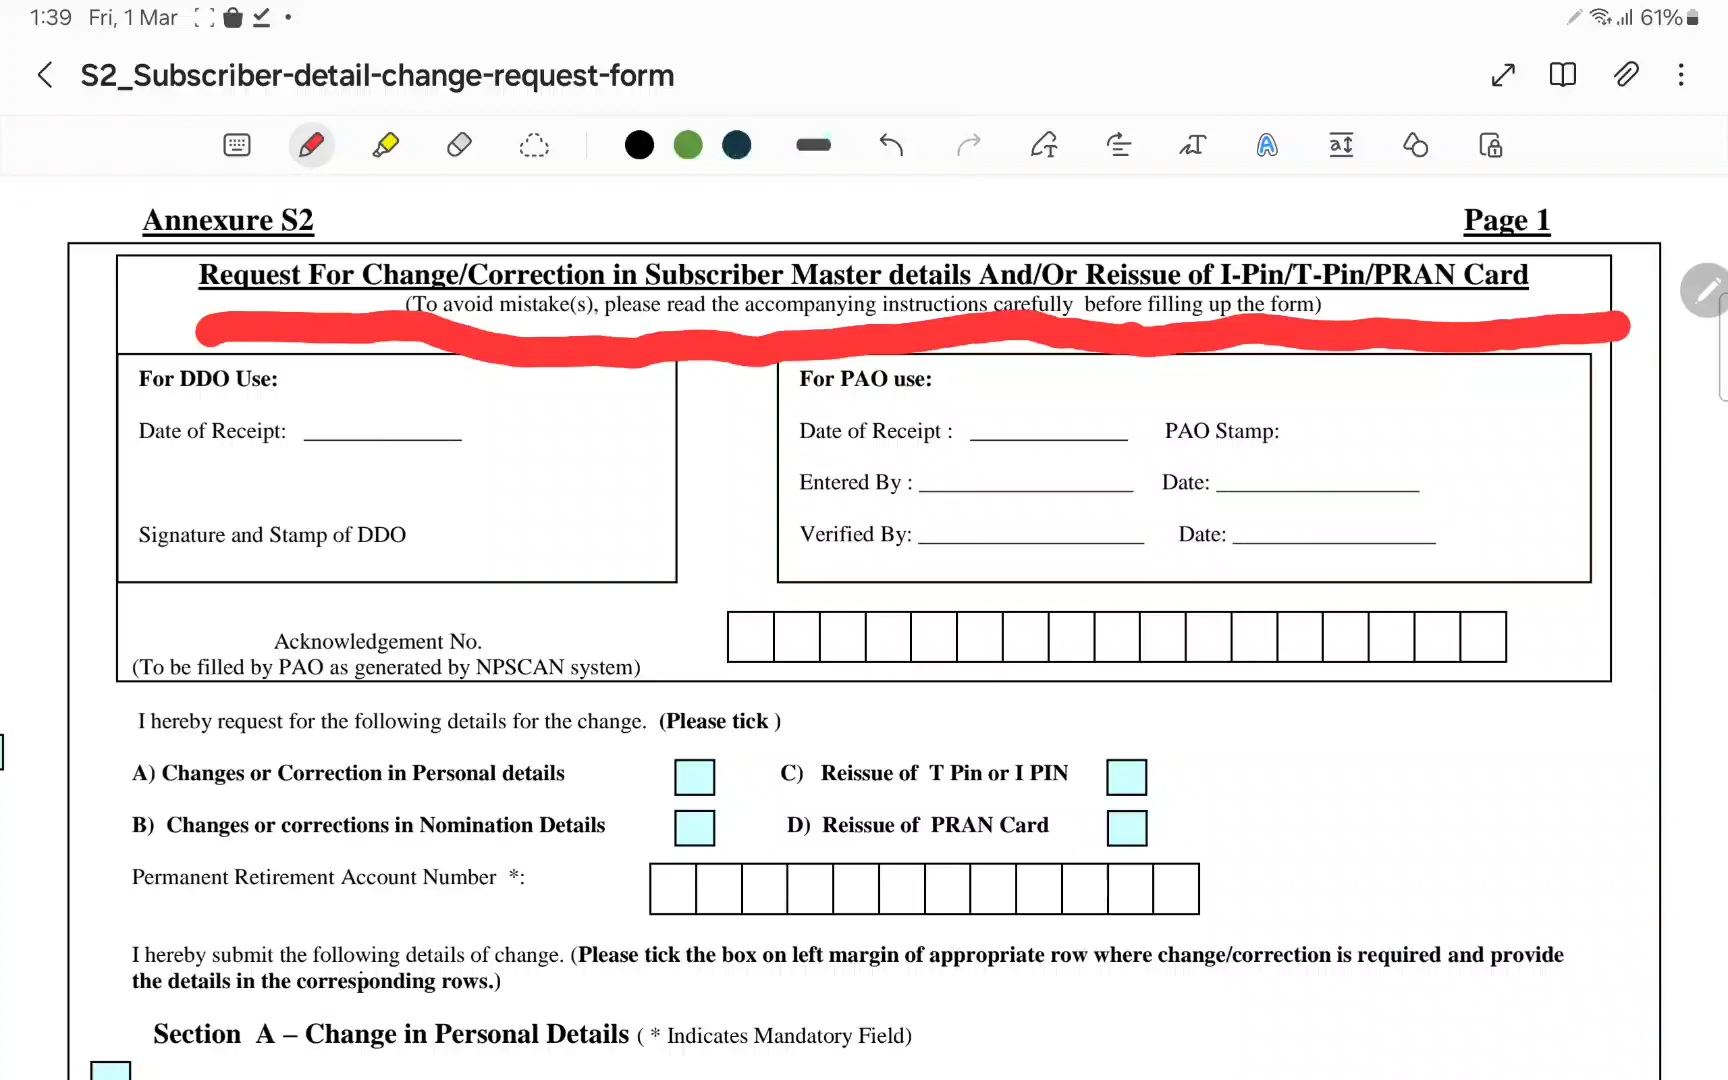 1:39 Fri, 1 Mar
61%
S2_Subscriber-detail-change-request-form
Annexure S2 Page 1
Request For Change/Correction in Subscriber Master details And/Or Reissue of I-Pin/T-Pin/PRAN Card
(To avoid mistake(s), please read the accompanying instructions carefully before filling up the form)
For DDO Use:
Date of Receipt:
Signature and Stamp of DDO
For PAO use:
Date of Receipt : PAO Stamp:
Entered By : Date:
Verified By: Date:
Acknowledgement No.
(To be filled by PAO as generated by NPSCAN system)
I hereby request for the following details for the change. (Please tick )
A) Changes or Correction in Personal details C) Reissue of T Pin or I PIN
B) Changes or corrections in Nomination Details D) Reissue of PRAN Card
Permanent Retirement Account Number *:
I hereby submit the following details of change. (Please tick the box on left margin of appropriate row where change/correction is required and provide
the details in the corresponding rows.)
Section A – Change in Personal Details ( * Indicates Mandatory Field)